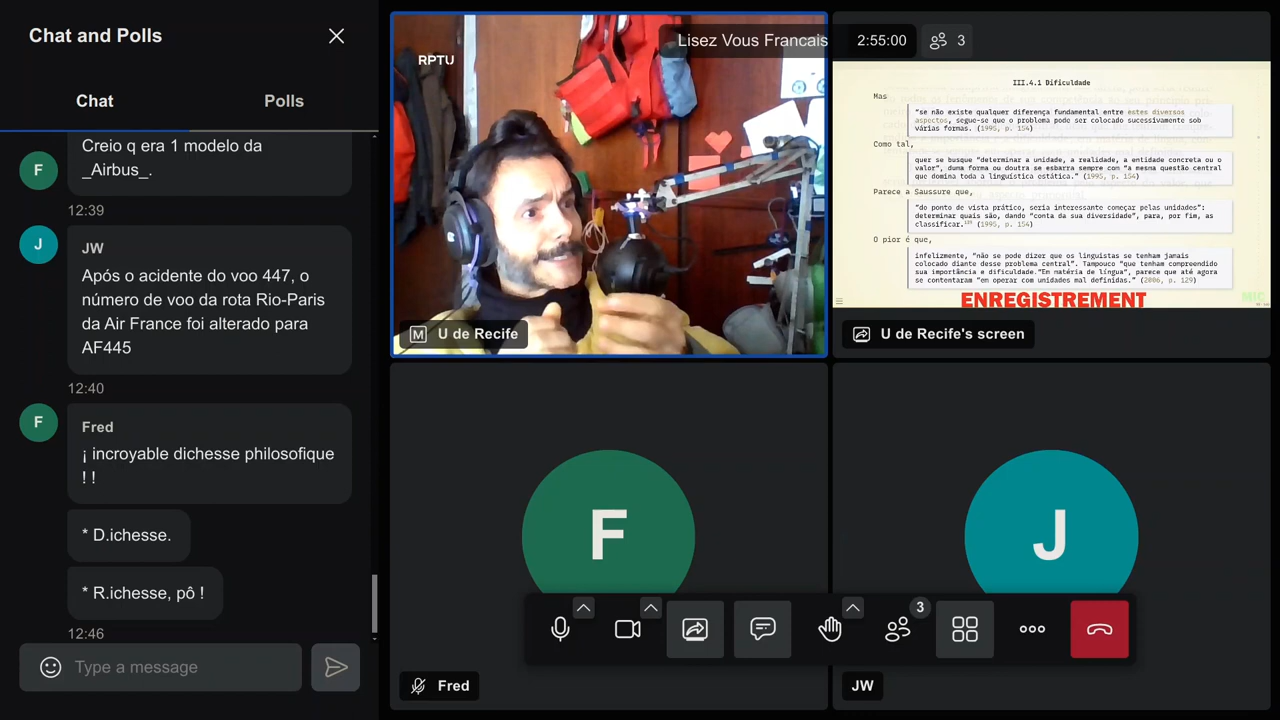 Chat and Polls
Chat
Polls
F
Creio q era 1 modelo da
_Airbus_.
12:39
J
JW
Após o acidente do voo 447, o
número de voo da rota Rio-Paris
da Air France foi alterado para
AF445
12:40
F
Fred
¡ incroyable dichesse philosofique
! !
* D.ichesse.
* R.ichesse, pô !
12:46
Type a message
RPTU
Lisez Vous Francais
2:55:00
3
M
U de Recife
III.4.1 Dificuldade
Mas
“se não existe qualquer diferença fundamental entre estes diversos
aspectos, segue-se que o problema pode ser colocado sucessivamente sob
várias formas. (1995, p. 154)
Como tal,
quer se busque “determinar a unidade, a realidade, a entidade concreta ou o
valor”, duma forma ou doutra se esbarra sempre com “a mesma questão central
que domina toda a linguística estática.” (1995, p. 154)
Parece a Saussure que,
“do ponto de vista prático, seria interessante começar pelas unidades”:
determinar quais são, dando “conta da sua diversidade”, para, por fim, as
classificar. (1995, p. 154)
O pior é que,
infelizmente, “não se pode dizer que os linguistas se tenham jamais
colocado diante desse problema central”. Tampouco “que tenham compreendido
sua importância e dificuldade.“Em matéria de língua”, parece que até agora
se contentaram “en operar com unidades mal definidas.” (2006, p. 129)
ENREGISTREMENT
MIC
U de Recife's screen
F
J
3
Fred
JW